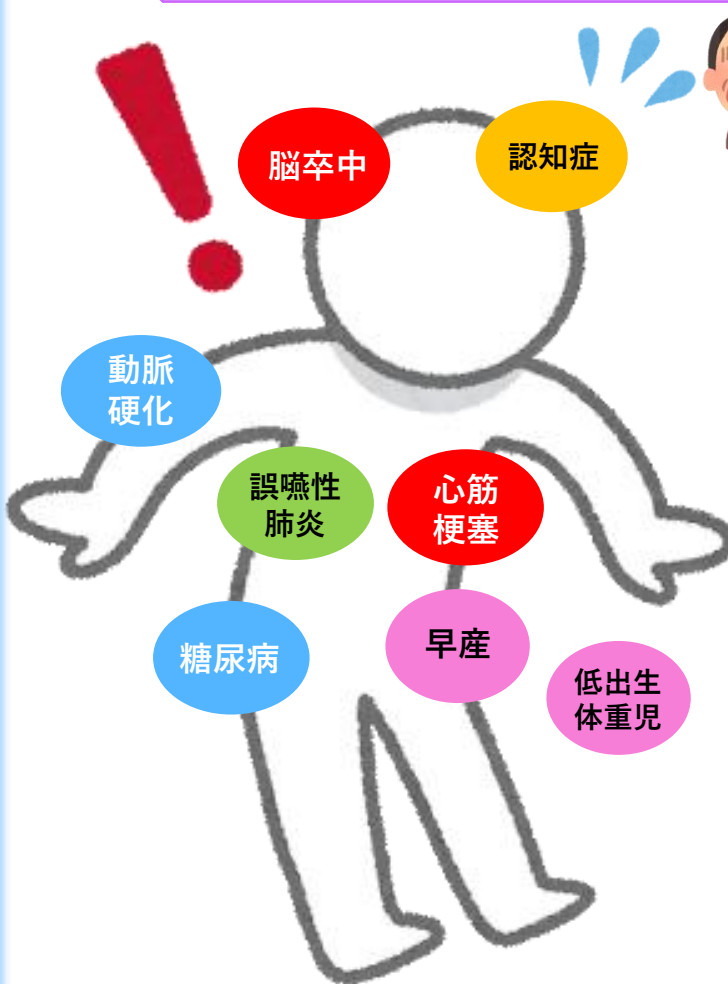 脳卒中
認知症
動脈
硬化
誤嚥性
肺炎
心筋
梗塞
糖尿病
早産
低出生
体重児